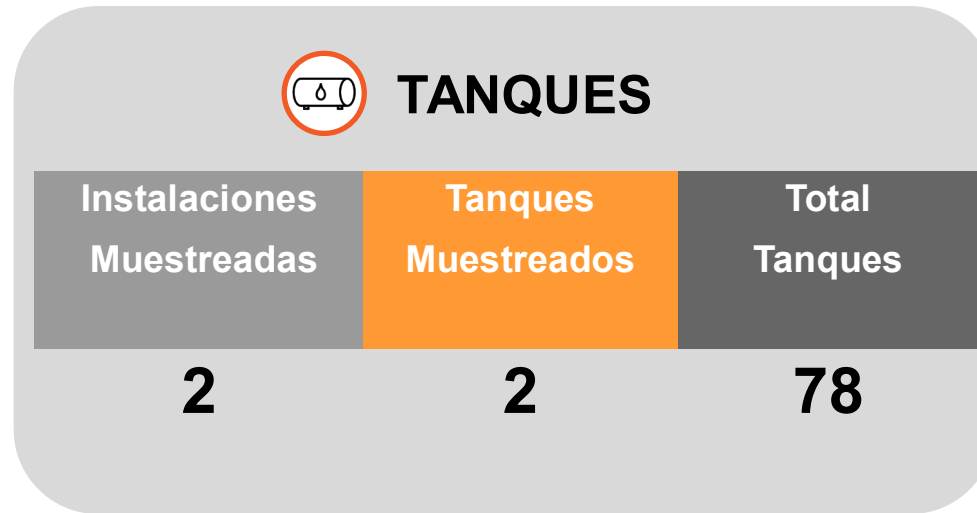 TANQUES
Instalaciones
Muestreadas
Tanques
Muestreados
Total
Tanques
2
2
78